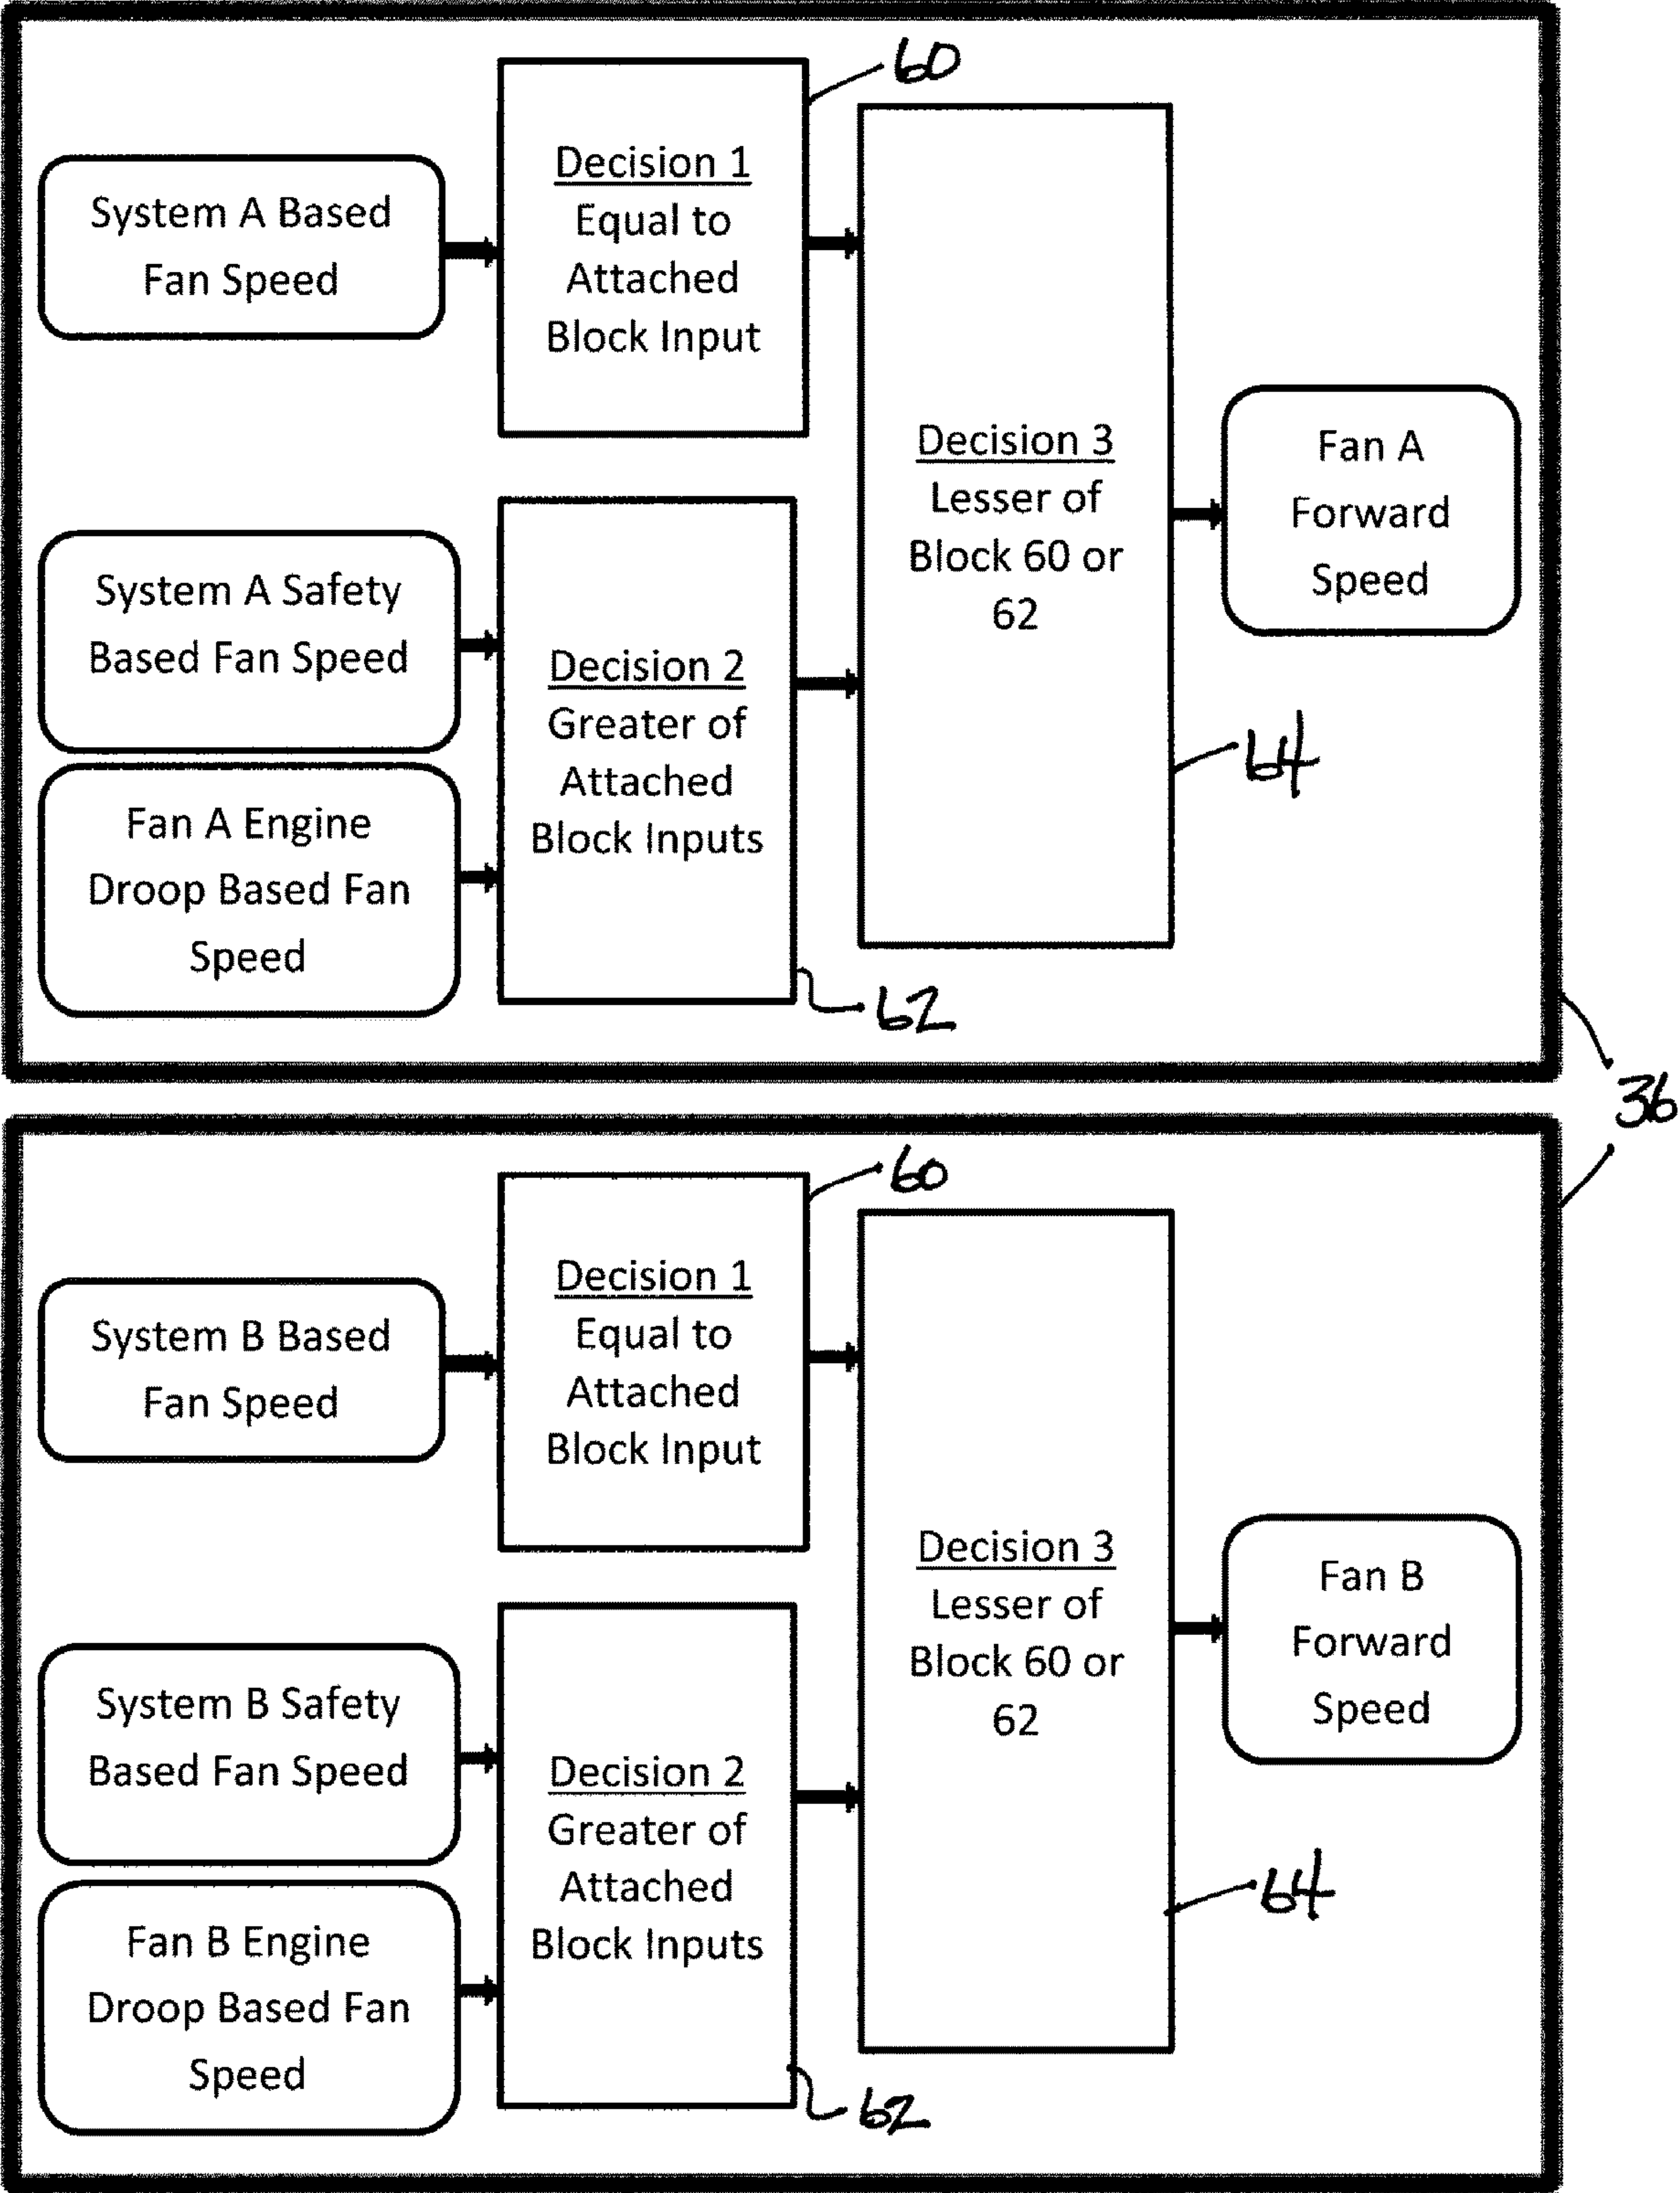 60
Decision 1
Equal to
Attached
Block Input
System A Based
Fan Speed
Decision 3
Lesser of
Block 60 or
62
Fan A
Forward
Speed
System A Safety
Based Fan Speed
Decision 2
Greater of
Attached
Block Inputs
64
Fan A Engine
Droop Based Fan
Speed
62
36
60
Decision 1
Equal to
Attached
Block Input
System B Based
Fan Speed
Decision 3
Lesser of
Block 60 or
62
Fan B
Forward
Speed
System B Safety
Based Fan Speed
Decision 2
Greater of
Attached
Block Inputs
64
Fan B Engine
Droop Based Fan
Speed
62